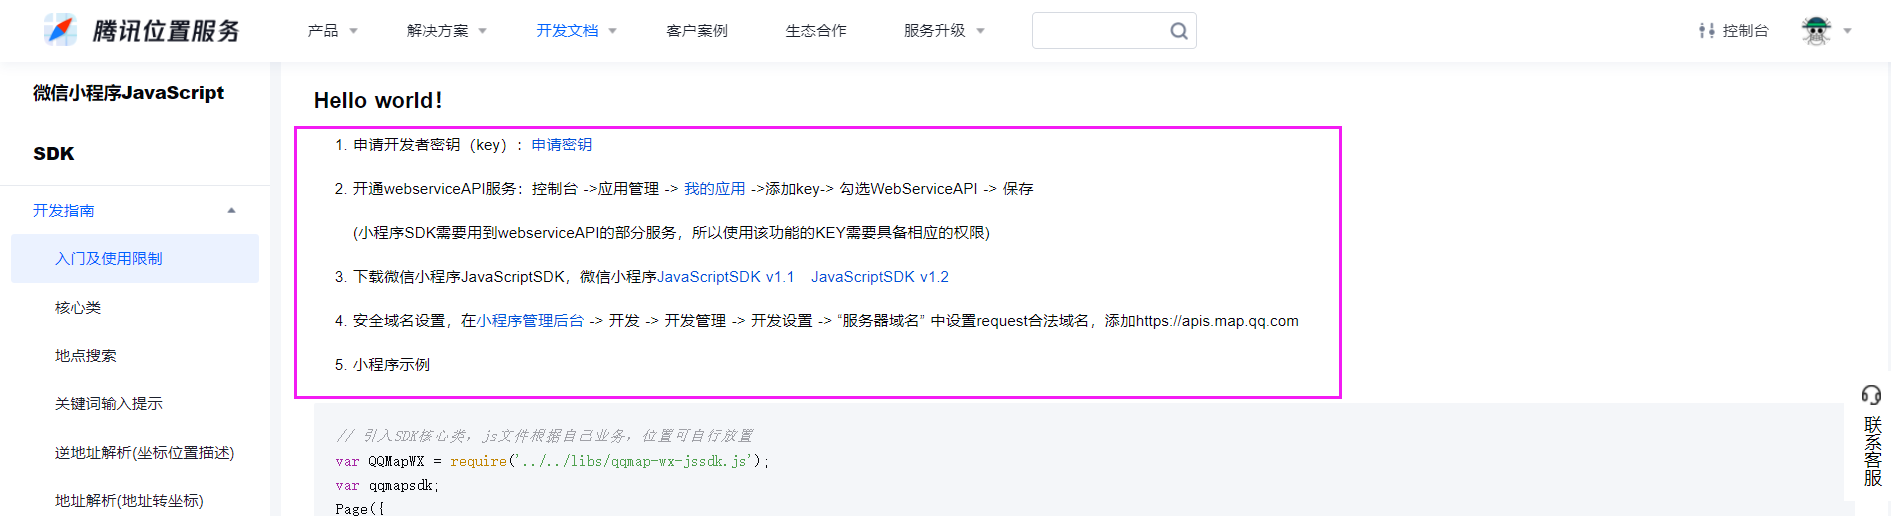 腾讯位置服务
产品
解决方案
开发文档
客户案例
生态合作
服务升级
控制台
微信小程序JavaScript
SDK
开发指南
入门及使用限制
核心类
地点搜索
关键词输入提示
逆地址解析(坐标位置描述)
地址解析(地址转坐标)
Hello world!
1. 申请开发者密钥（key）：申请密钥
2. 开通webserviceAPI服务：控制台 ->应用管理 -> 我的应用 ->添加key-> 勾选WebServiceAPI -> 保存
(小程序SDK需要用到webserviceAPI的部分服务，所以使用该功能的KEY需要具备相应的权限)
3. 下载微信小程序JavaScriptSDK，微信小程序JavaScriptSDK v1.1 JavaScriptSDK v1.2
4. 安全域名设置，在小程序管理后台 -> 开发 -> 开发管理 -> 开发设置 -> “服务器域名” 中设置request合法域名，添加https://apis.map.qq.com
5. 小程序示例
// 引入SDK核心类，js文件根据自己业务，位置可自行放置
var QQMapWX = require('../../libs/qqmap-wx-jssdk.js');
var qqmapsdk;
Page({
联系客服